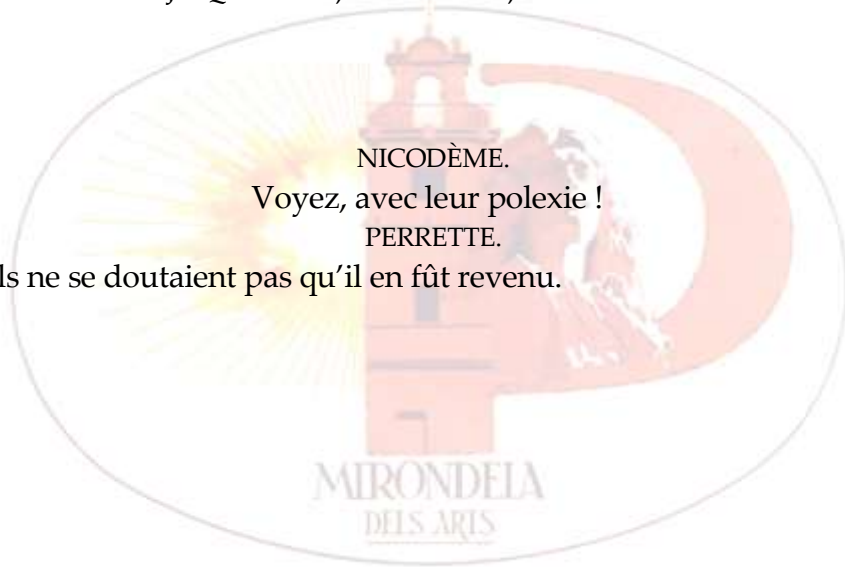 NICODÈME.
Voyez, avec leur polexie !
PERRETTE.
ls ne se doutaient pas qu’il en fût revenu.
MIRONDELA
DELS ARTS